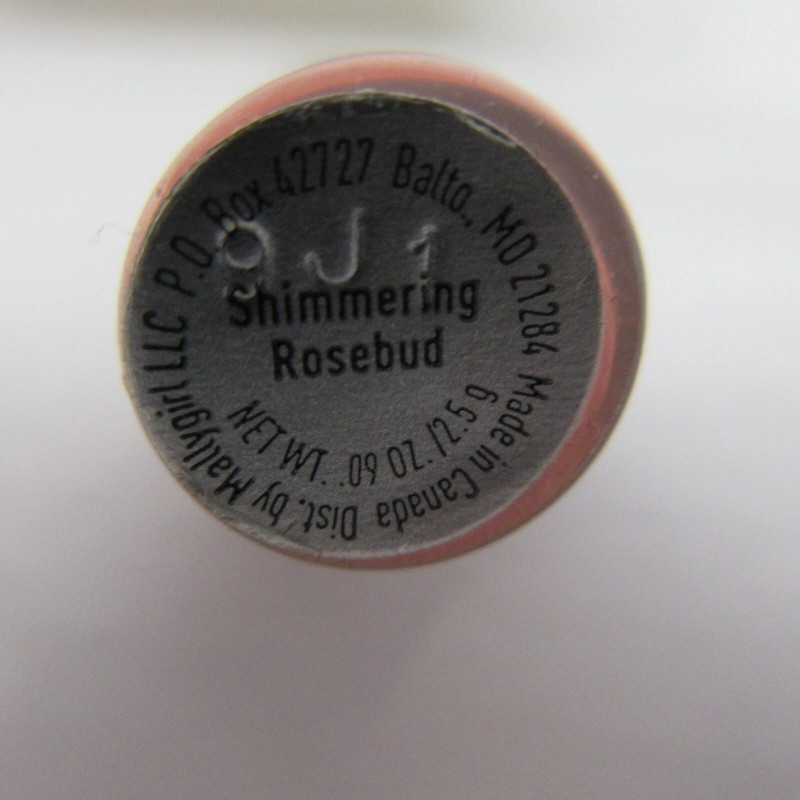 Dist. by Mallygirl LLC P.O. Box 42727 Balto., MD 21284 Made in Canada
9J1
Shimmering
Rosebud
NET WT. .09 OZ. /2.5 g